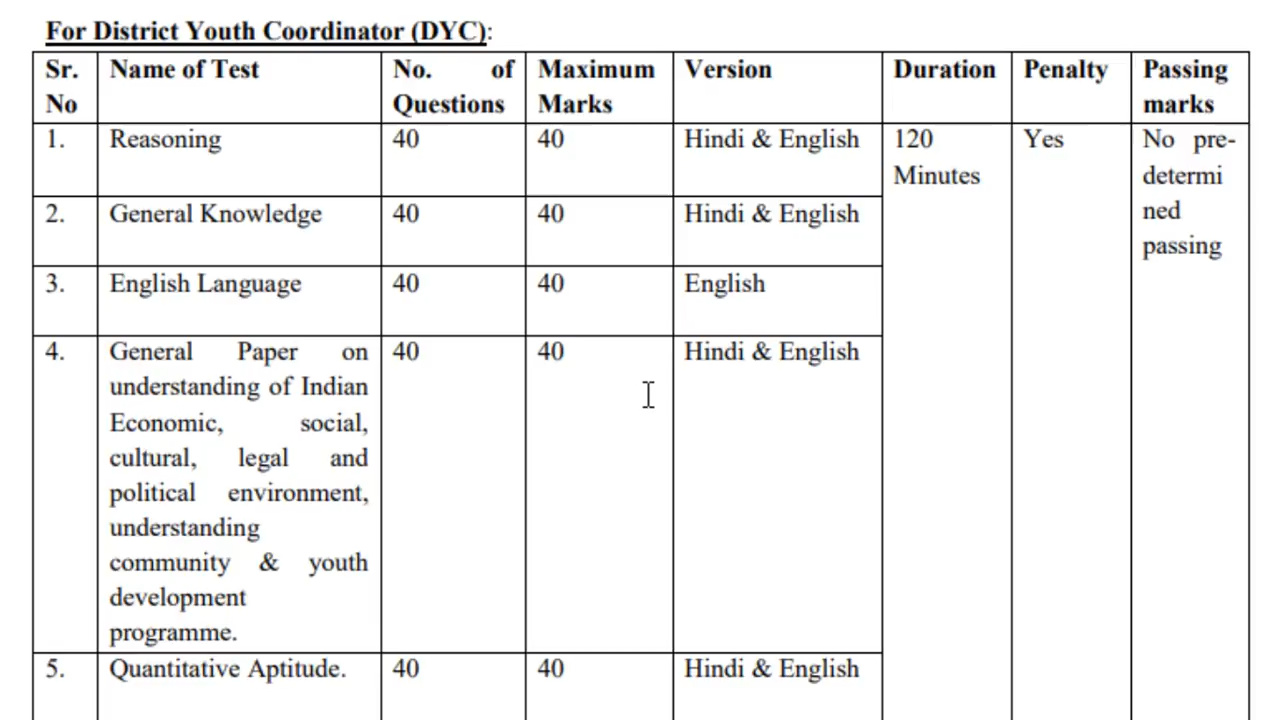 For District Youth Coordinator (DYC):
Sr. No Name of Test No. of Questions Maximum Marks Version Duration Penalty Passing marks
1. Reasoning 40 40 Hindi & English 120 Minutes Yes No pre-determi ned passing
2. General Knowledge 40 40 Hindi & English
3. English Language 40 40 English
4. General Paper on 40 40 Hindi & English
understanding of Indian
Economic, social,
cultural, legal and
political environment,
understanding
community & youth
development
programme.
5. Quantitative Aptitude. 40 40 Hindi & English